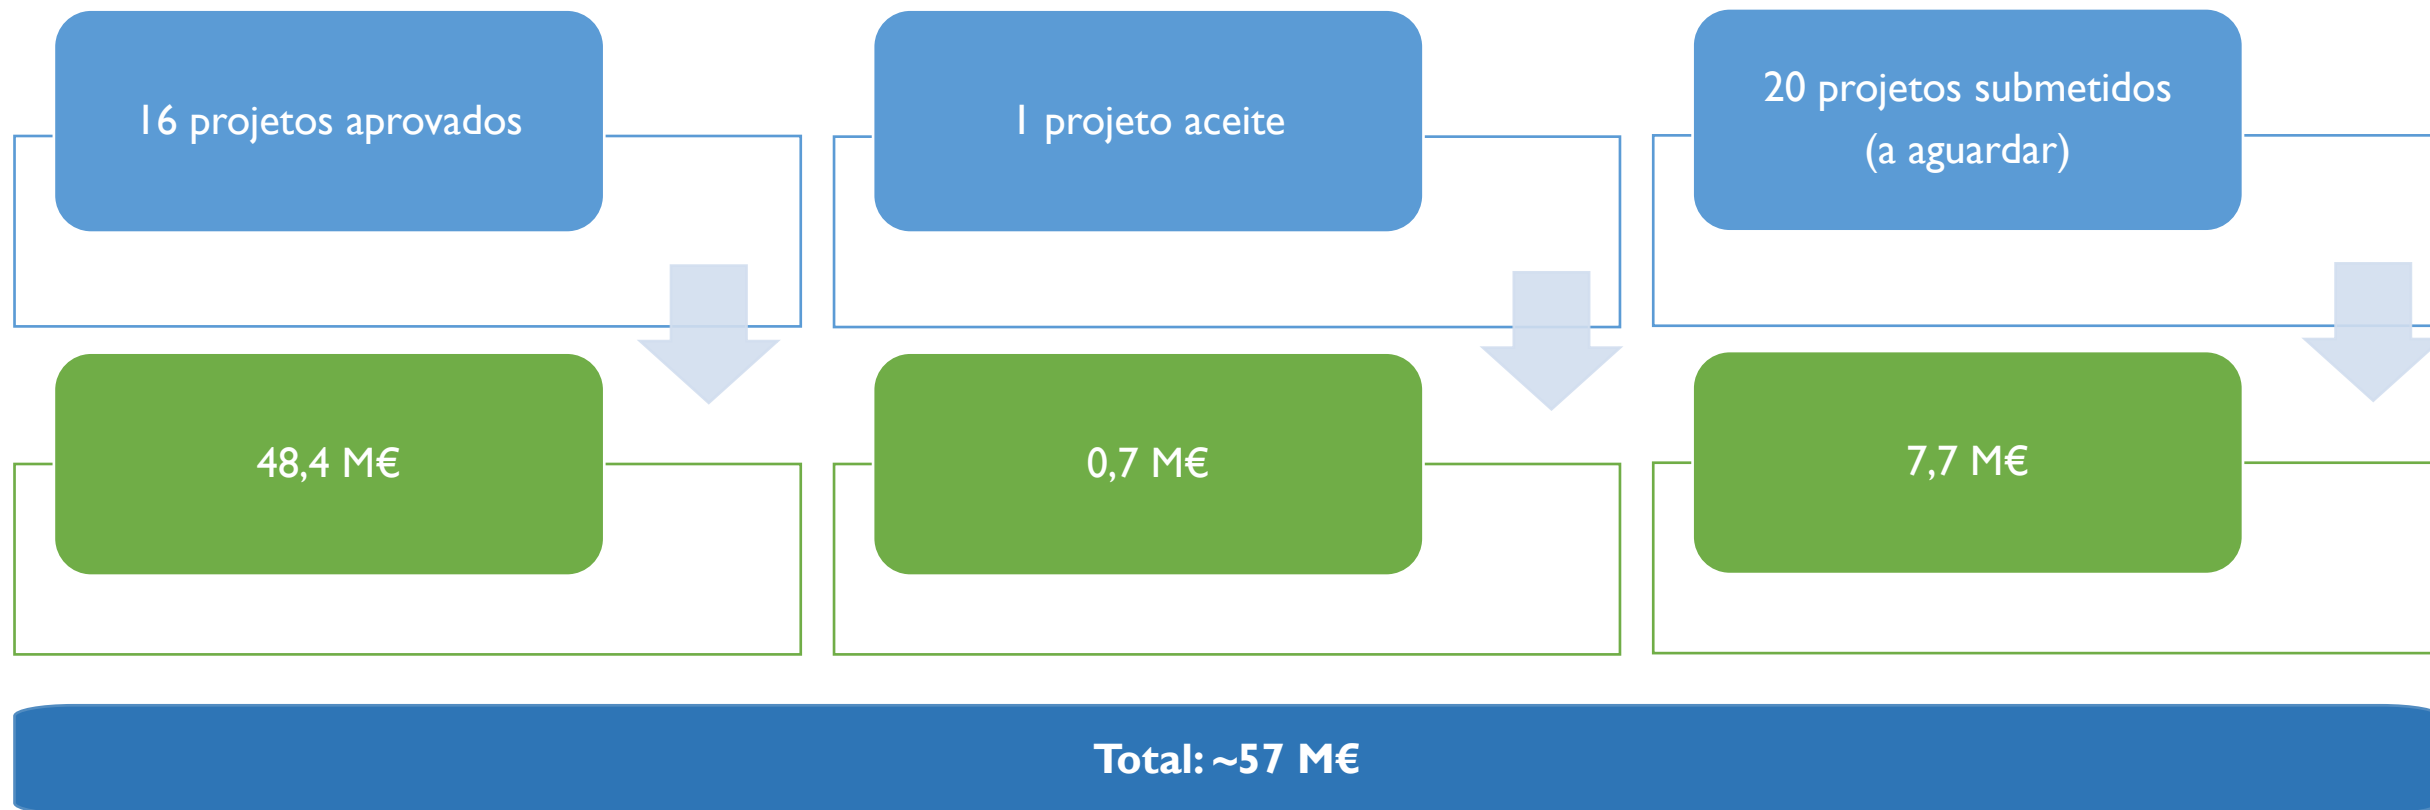 16 projetos aprovados
1 projeto aceite
20 projetos submetidos
(a aguardar)
48,4 M€
0,7 M€
7,7 M€
Total: ~57 M€